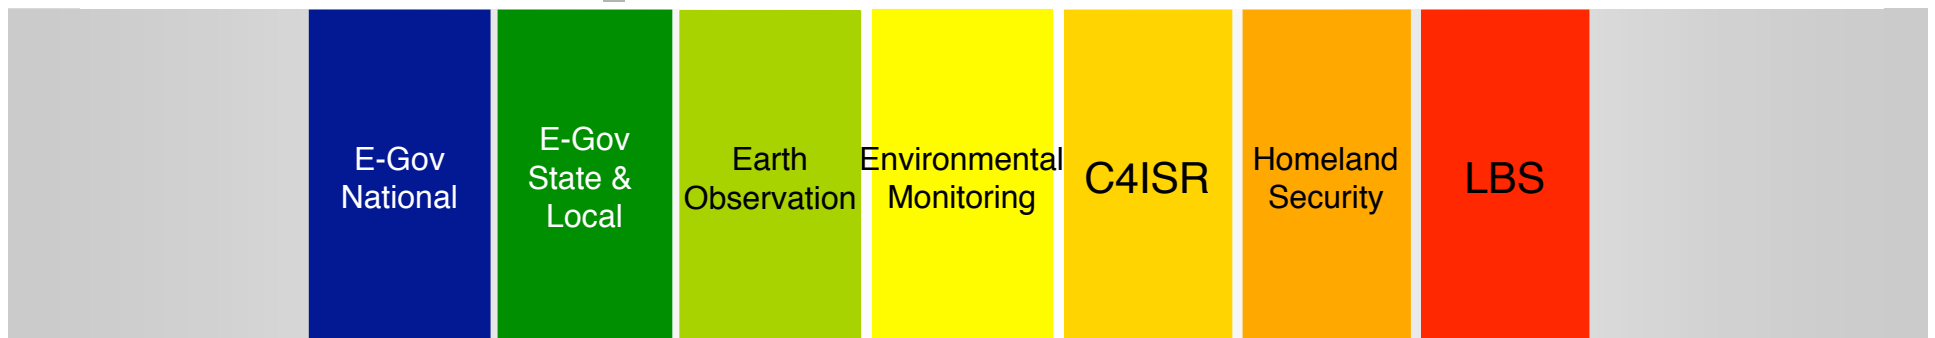 E-Gov
National
E-Gov
State &
Local
Earth
Observation
Environmental
Monitoring
C4ISR
Homeland
Security
LBS